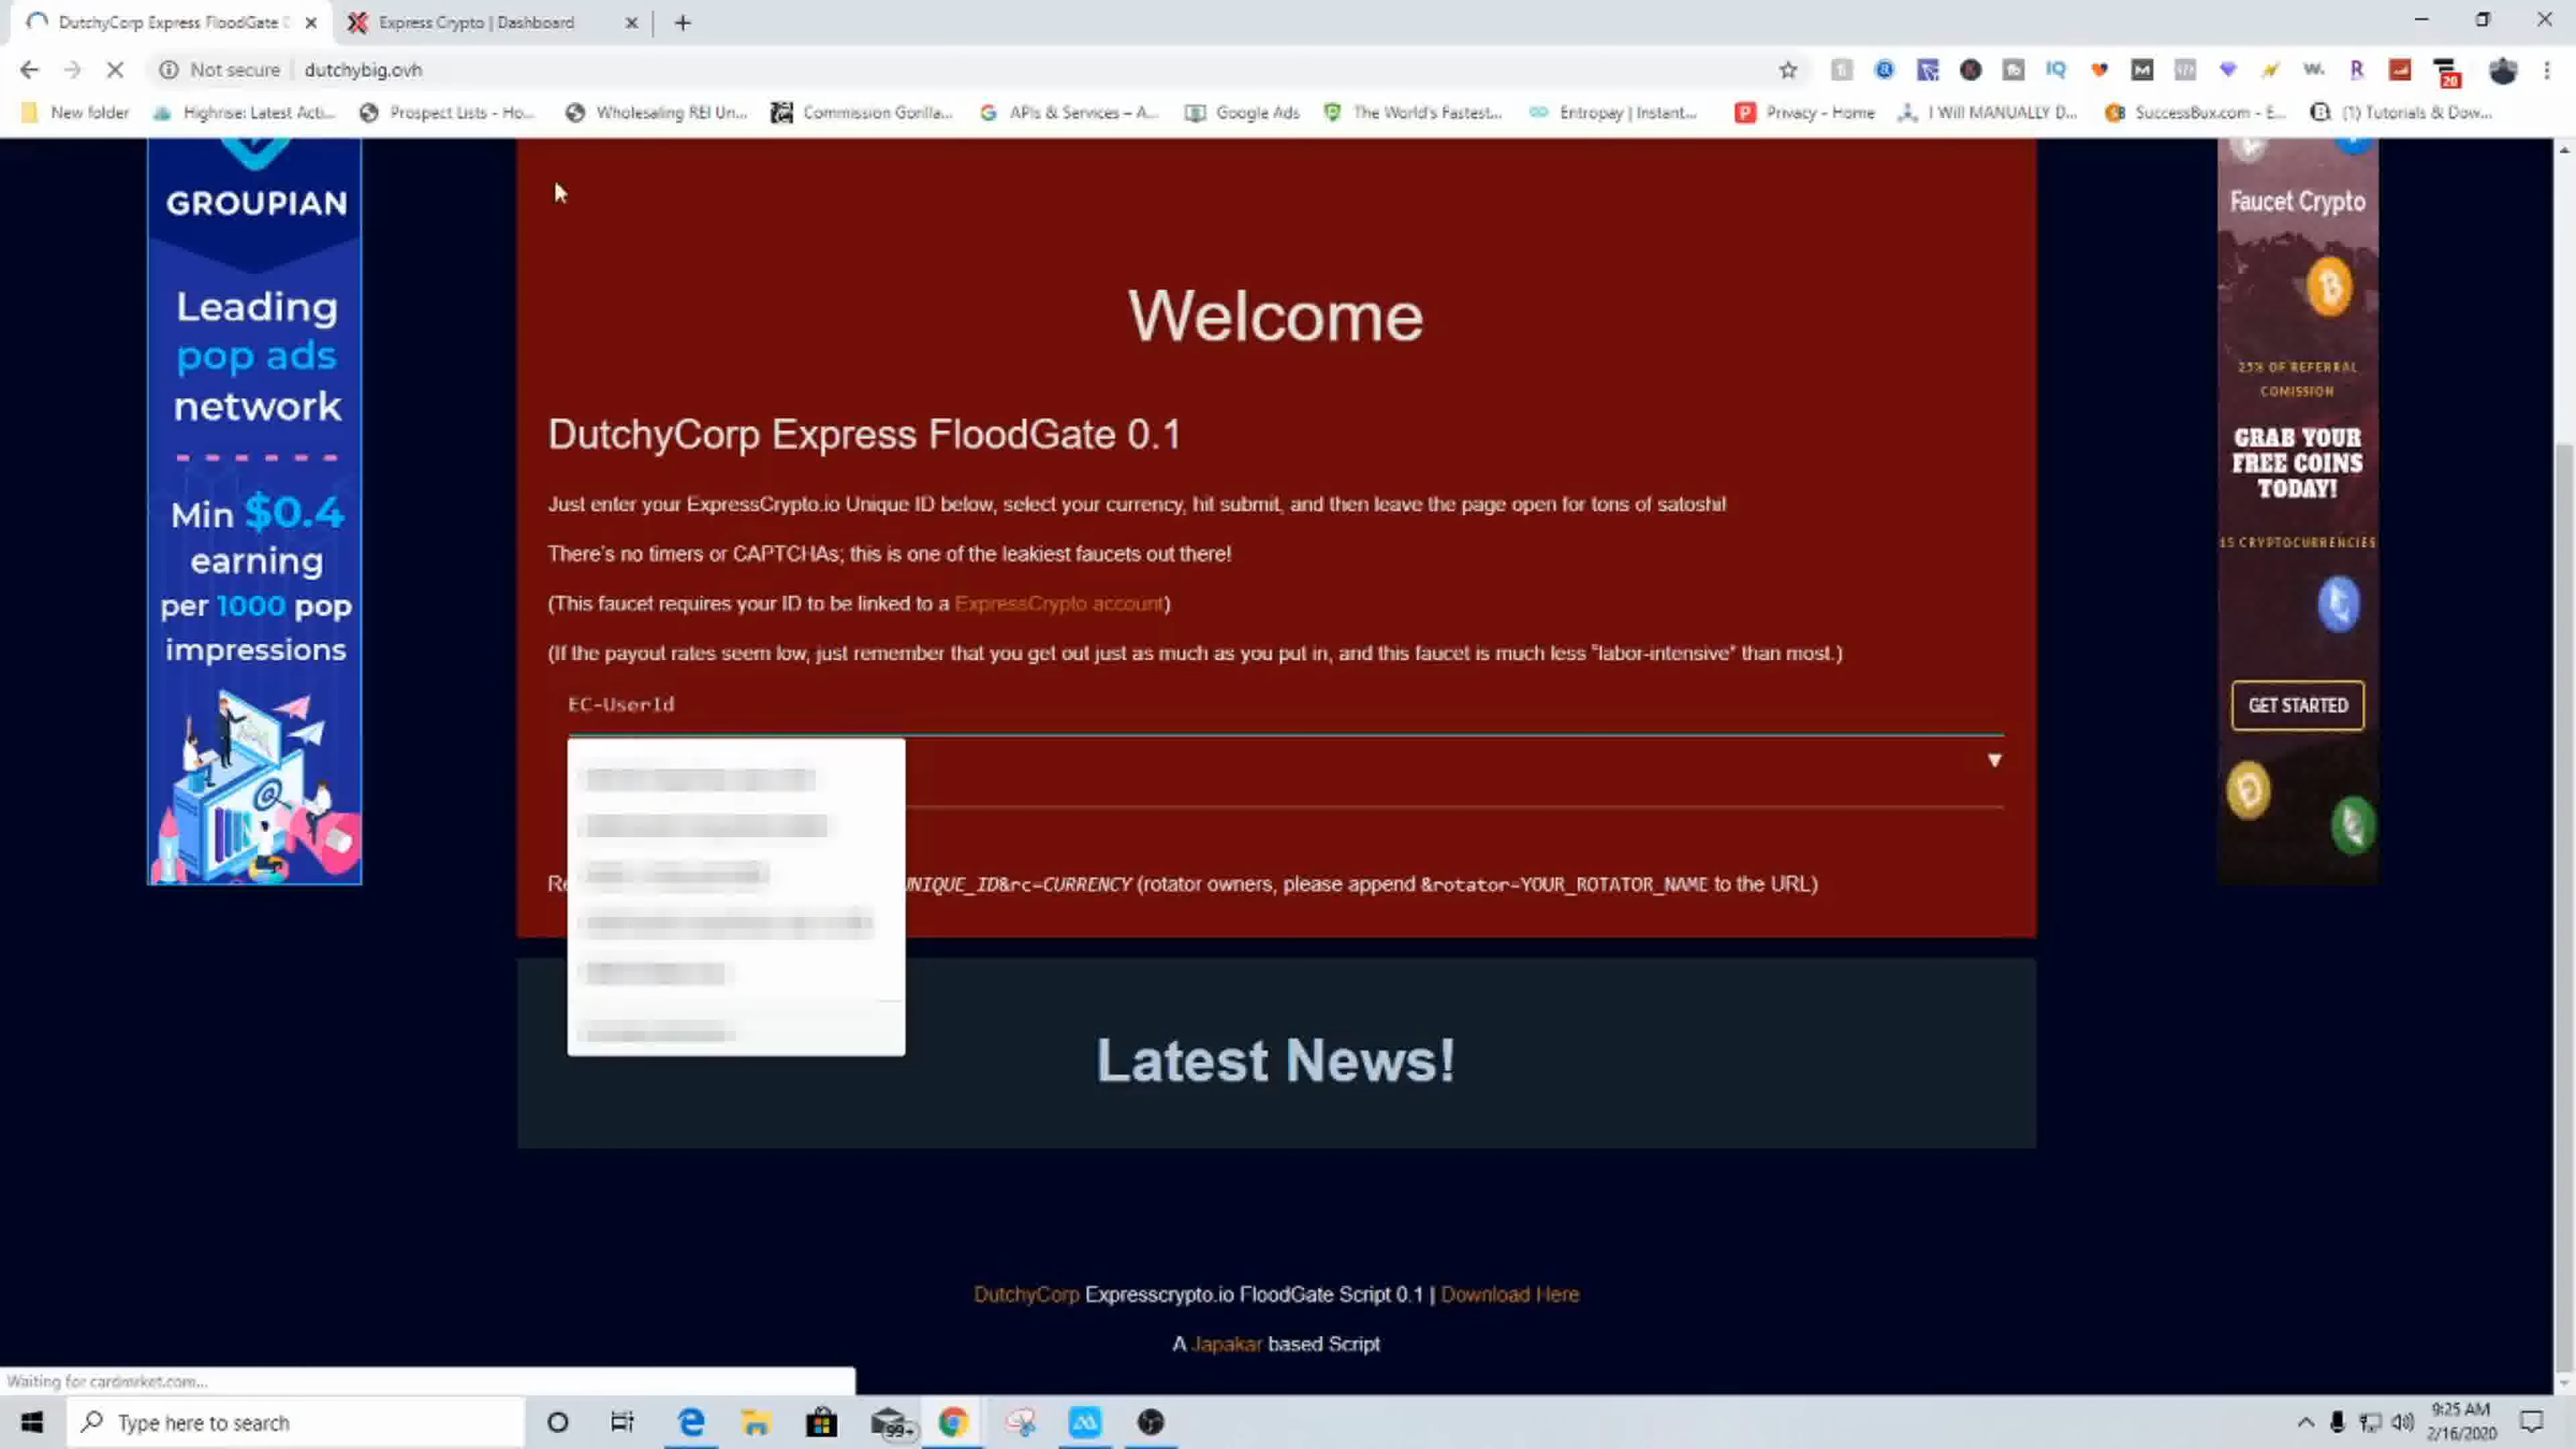 DutchyCorp Express FloodGate
Express Crypto | Dashboard
Not secure
dutchybig.ovh
20
New folder
Highrise: Latest Acti...
Prospect Lists - Ho...
Wholesaling REI Un...
Commission Gorilla...
APIs & Services – A...
Google Ads
The World's Fastest...
Entropay | Instant...
Privacy - Home
I Will MANUALLY D...
SuccessBux.com - E...
(1) Tutorials & Dow...
GROUPIAN
Leading
pop ads
network
Min $0.4
earning
per 1000 pop
impressions
Welcome
DutchyCorp Express FloodGate 0.1
Just enter your ExpressCrypto.io Unique ID below, select your currency, hit submit, and then leave the page open for tons of satoshi!
There's no timers or CAPTCHAs; this is one of the leakiest faucets out there!
(This faucet requires your ID to be linked to a ExpressCrypto account)
(If the payout rates seem low, just remember that you get out just as much as you put in, and this faucet is much less "labor-intensive" than most.)
EC-UserId
NIQUE_ID&rc=CURRENCY (rotator owners, please append &rotator=YOUR_ROTATOR_NAME to the URL)
Latest News!
DutchyCorp Expresscrypto.io FloodGate Script 0.1 | Download Here
A Japakar based Script
Faucet Crypto
25% OF REFERRAL
COMISSION
GRAB YOUR
FREE COINS
TODAY!
15 CRYPTOCURRENCIES
GET STARTED
Waiting for cardmrket.com...
Type here to search
99+
9:25 AM
2/16/2020